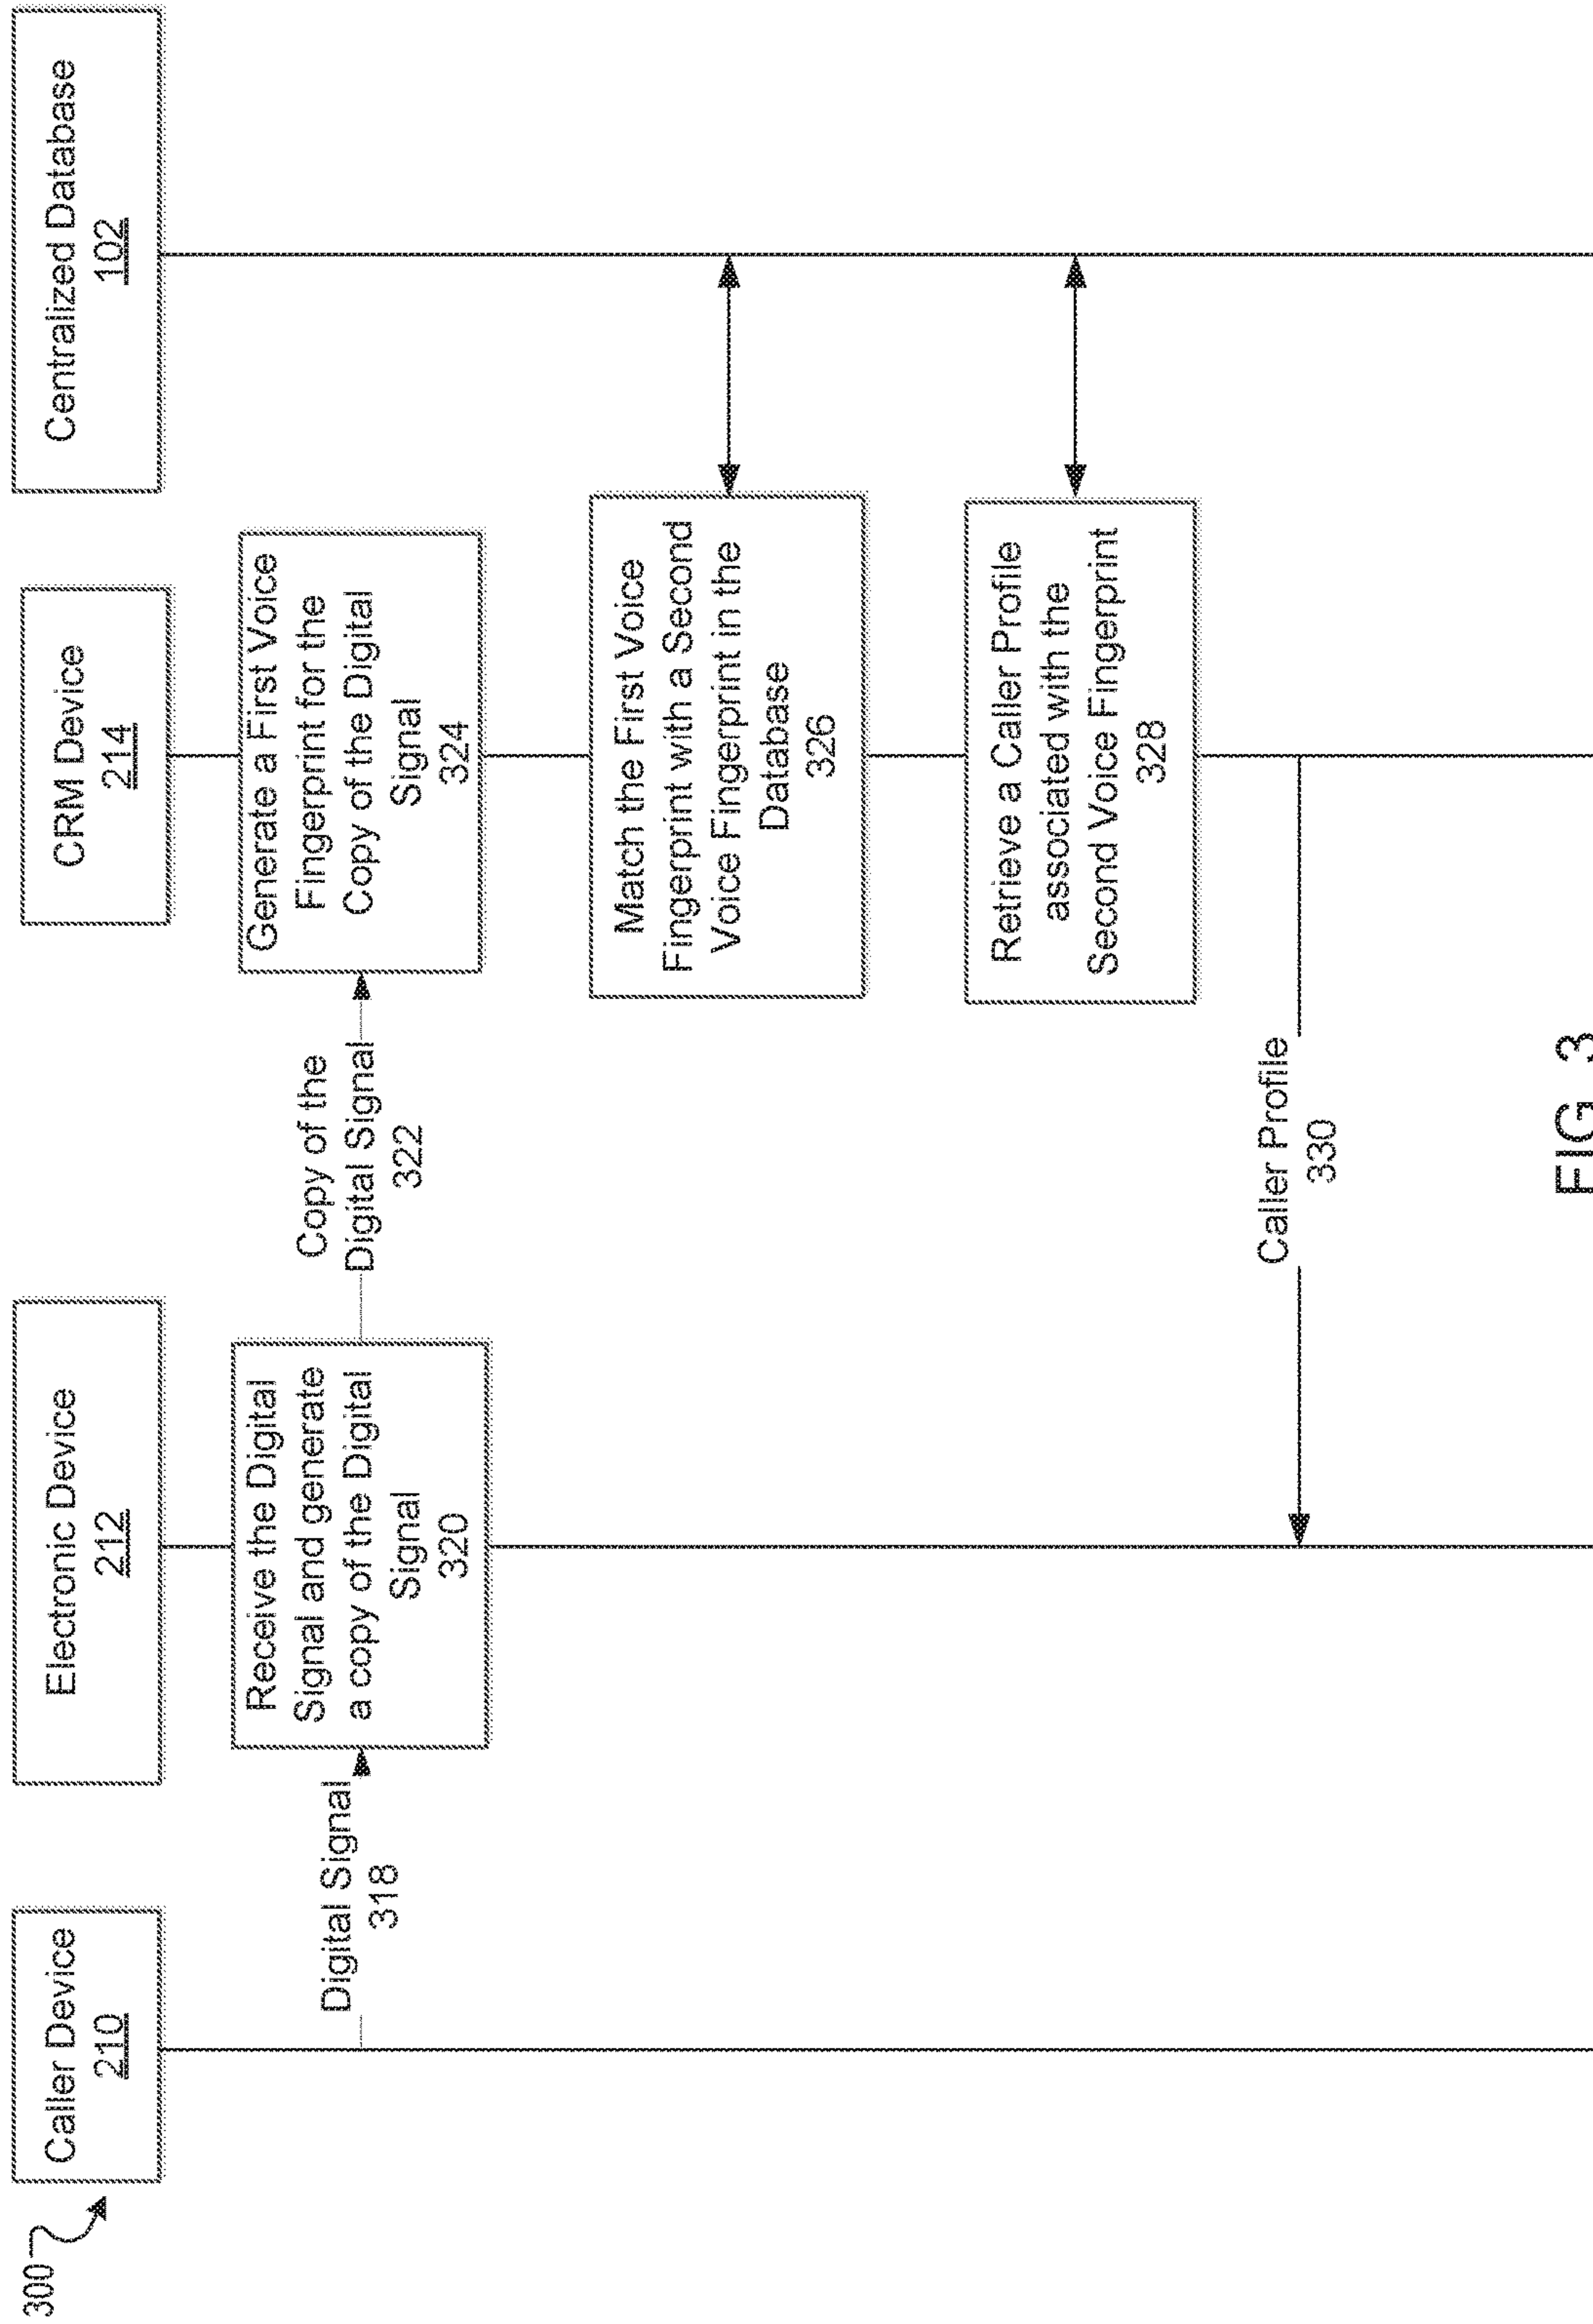 300
Caller Device
210
Electronic Device
212
CRM Device
214
Centralized Database
102
Digital Signal
318
Receive the Digital
Signal and generate
a copy of the Digital
Signal
320
Copy of the
Digital Signal
322
Generate a First Voice
Fingerprint for the
Copy of the Digital
Signal
324
Match the First Voice
Fingerprint with a Second
Voice Fingerprint in the
Database
326
Retrieve a Caller Profile
associated with the
Second Voice Fingerprint
328
Caller Profile
330
FIG. 3